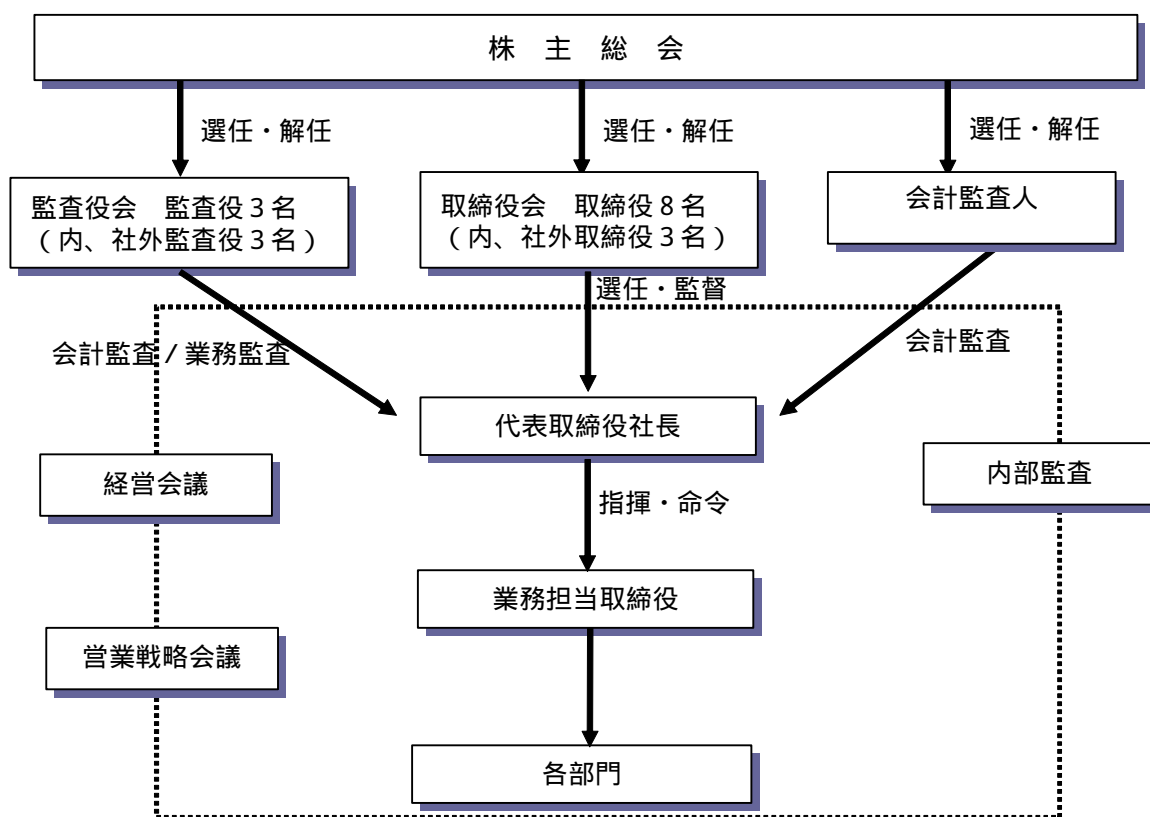 株　主　総　会
選任・解任
選任・解任
選任・解任
監査役会　監査役３名
（内、社外監査役３名）
取締役会　取締役８名
（内、社外取締役３名）
会計監査人
選任・監督
会計監査／業務監査
会計監査
代表取締役社長
経営会議
内部監査
指揮・命令
業務担当取締役
営業戦略会議
各部門